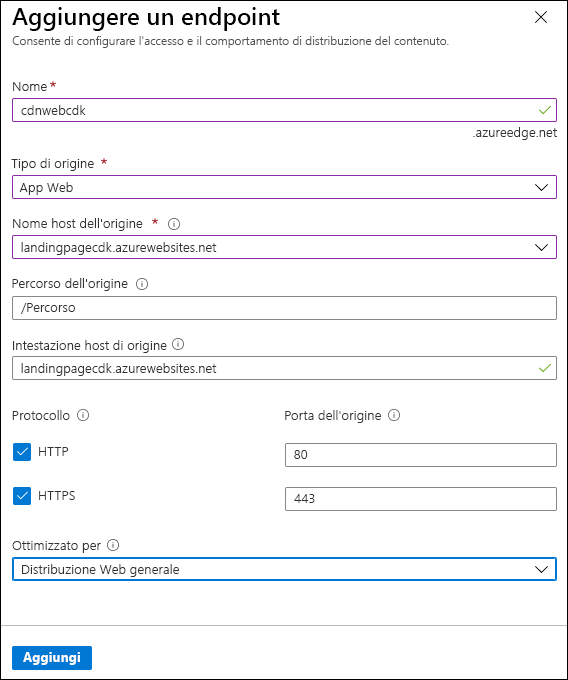 Aggiungere un endpoint
Consente di configurare l'accesso e il comportamento di distribuzione del contenuto.
Nome *
cdnwebcdk
.azureedge.net
Tipo di origine *
App Web
Nome host dell'origine *
landingpagecdk.azurewebsites.net
Percorso dell'origine
/Percorso
Intestazione host di origine
landingpagecdk.azurewebsites.net
Protocollo Porta dell'origine
HTTP 80
HTTPS 443
Ottimizzato per
Distribuzione Web generale
Aggiungi